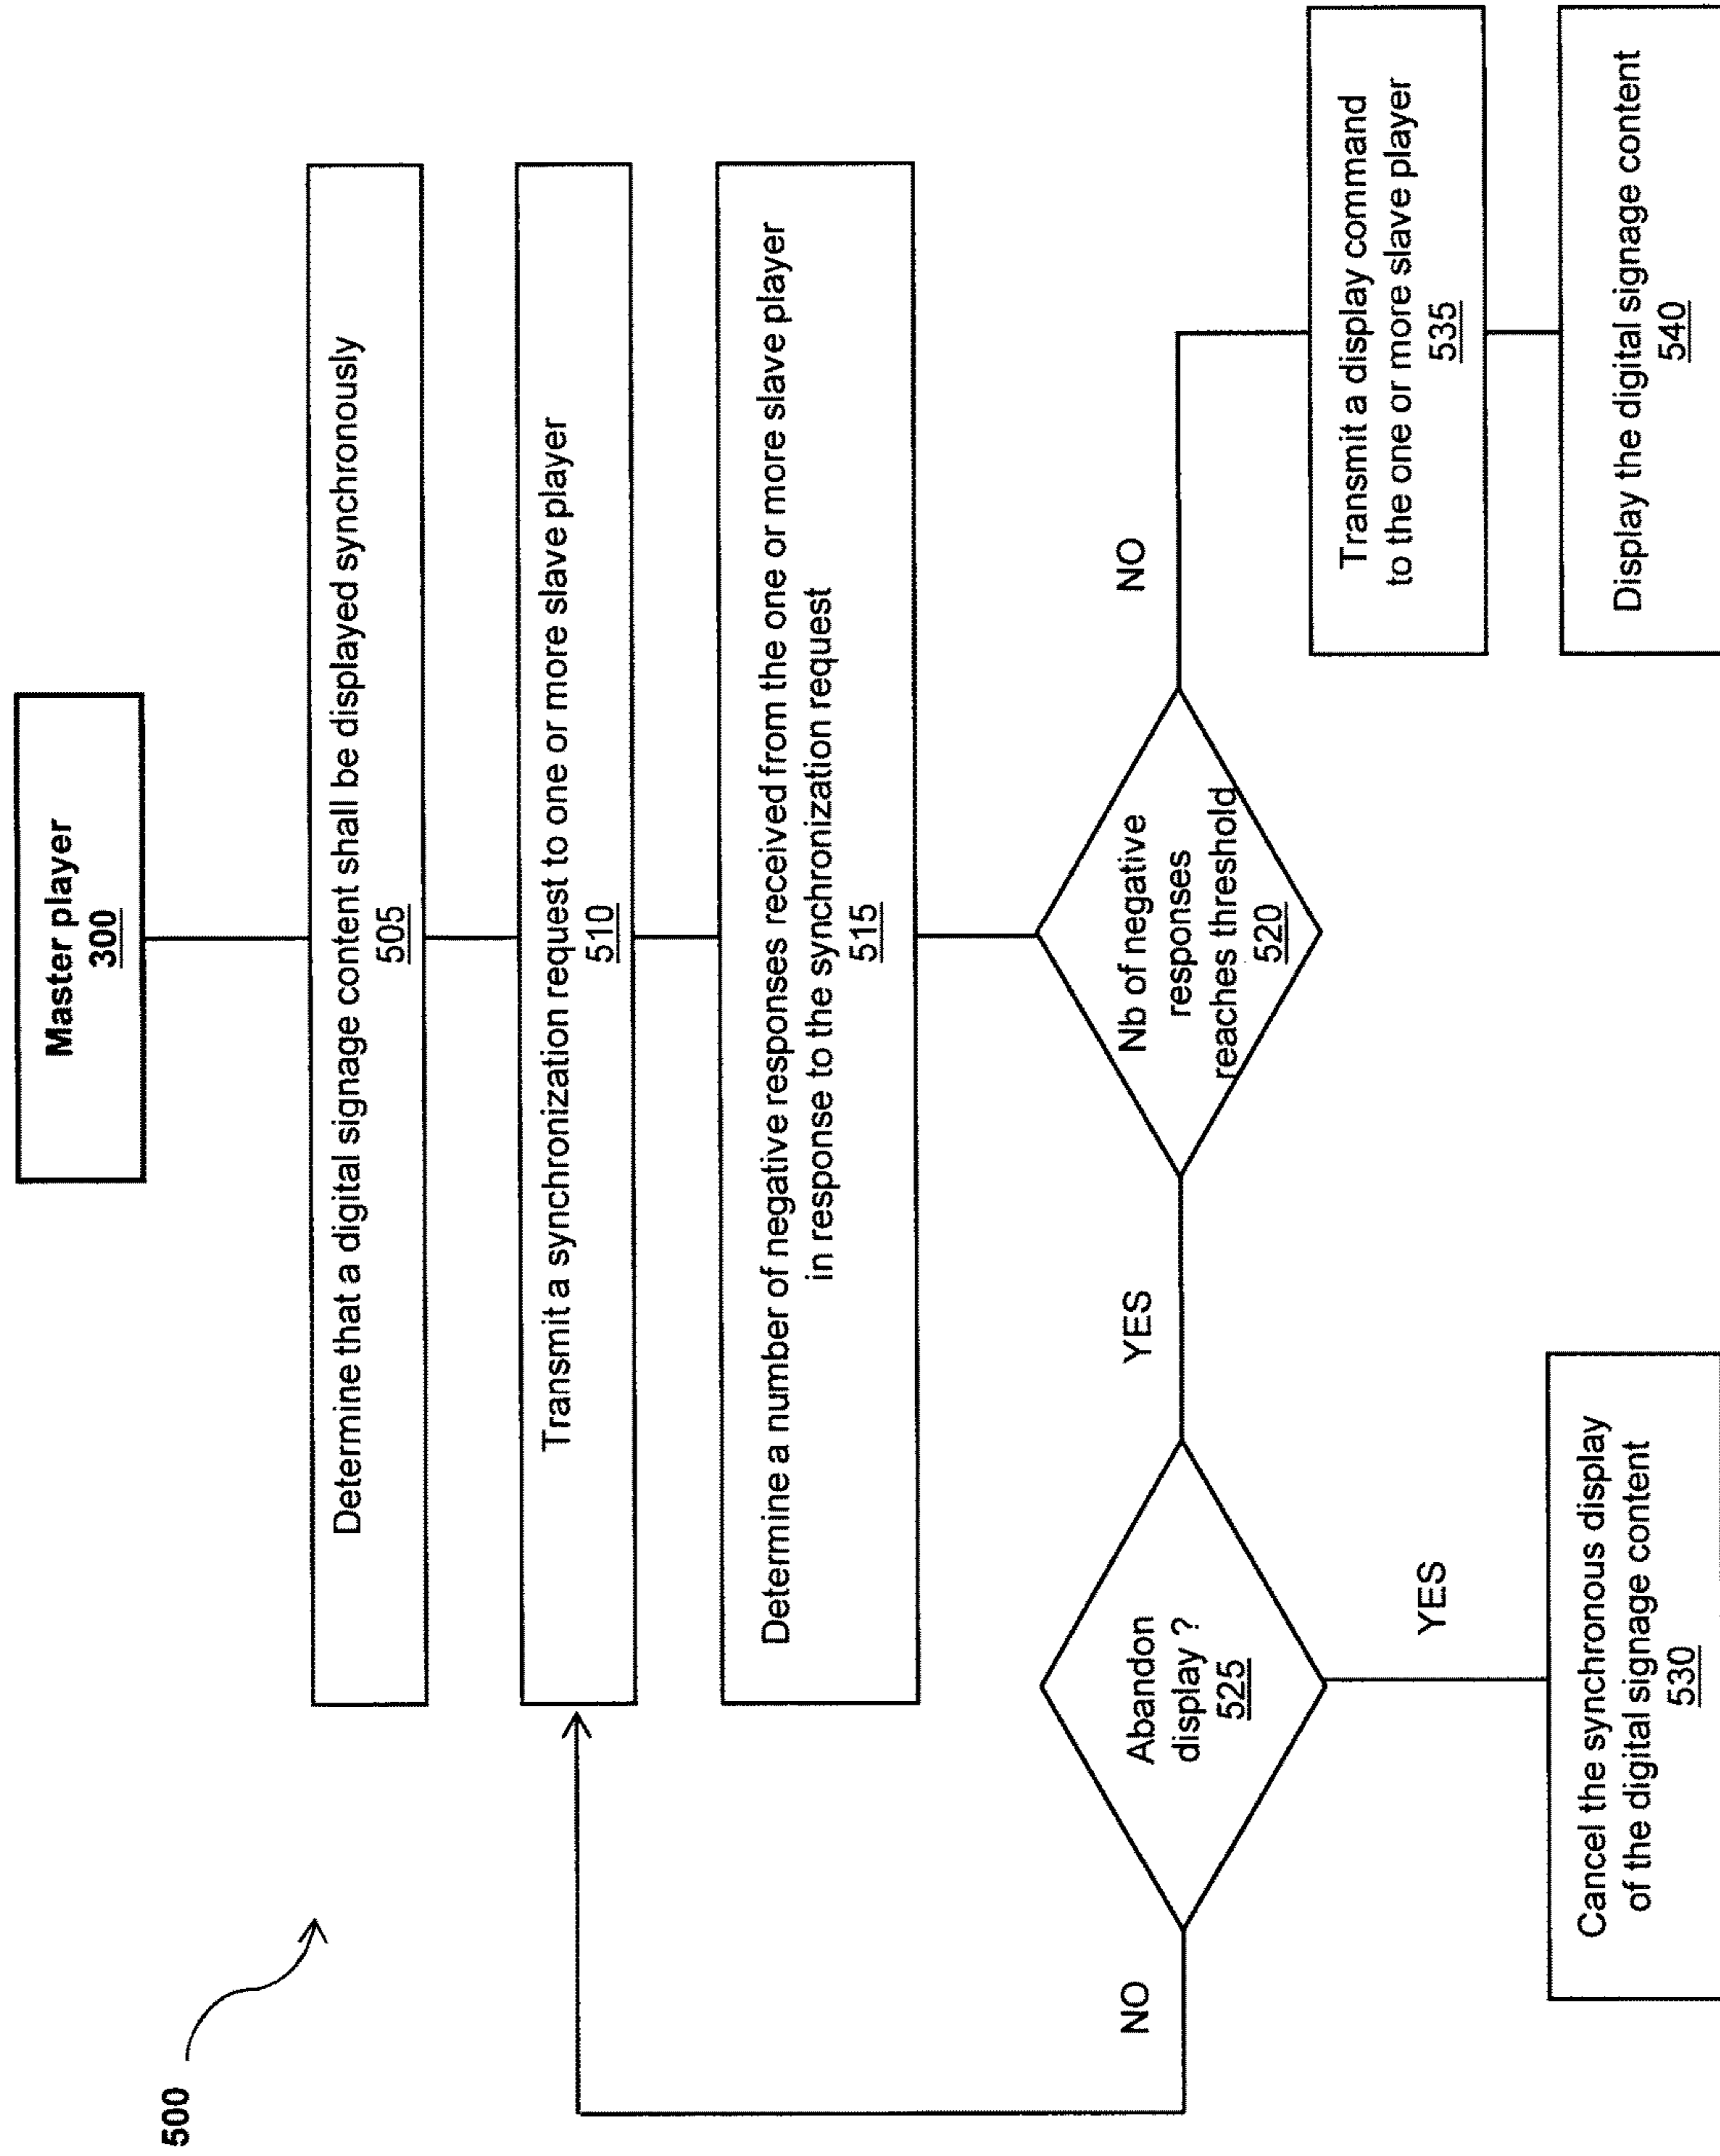 500
Master player
300
Determine that a digital signage content shall be displayed synchronously
505
Transmit a synchronization request to one or more slave player
510
Determine a number of negative responses received from the one or more slave player
in response to the synchronization request
515
Nb of negative
responses
reaches threshold
520
NO
YES
Abandon
display ?
525
NO
YES
Cancel the synchronous display
of the digital signage content
530
Transmit a display command
to the one or more slave player
535
Display the digital signage content
540